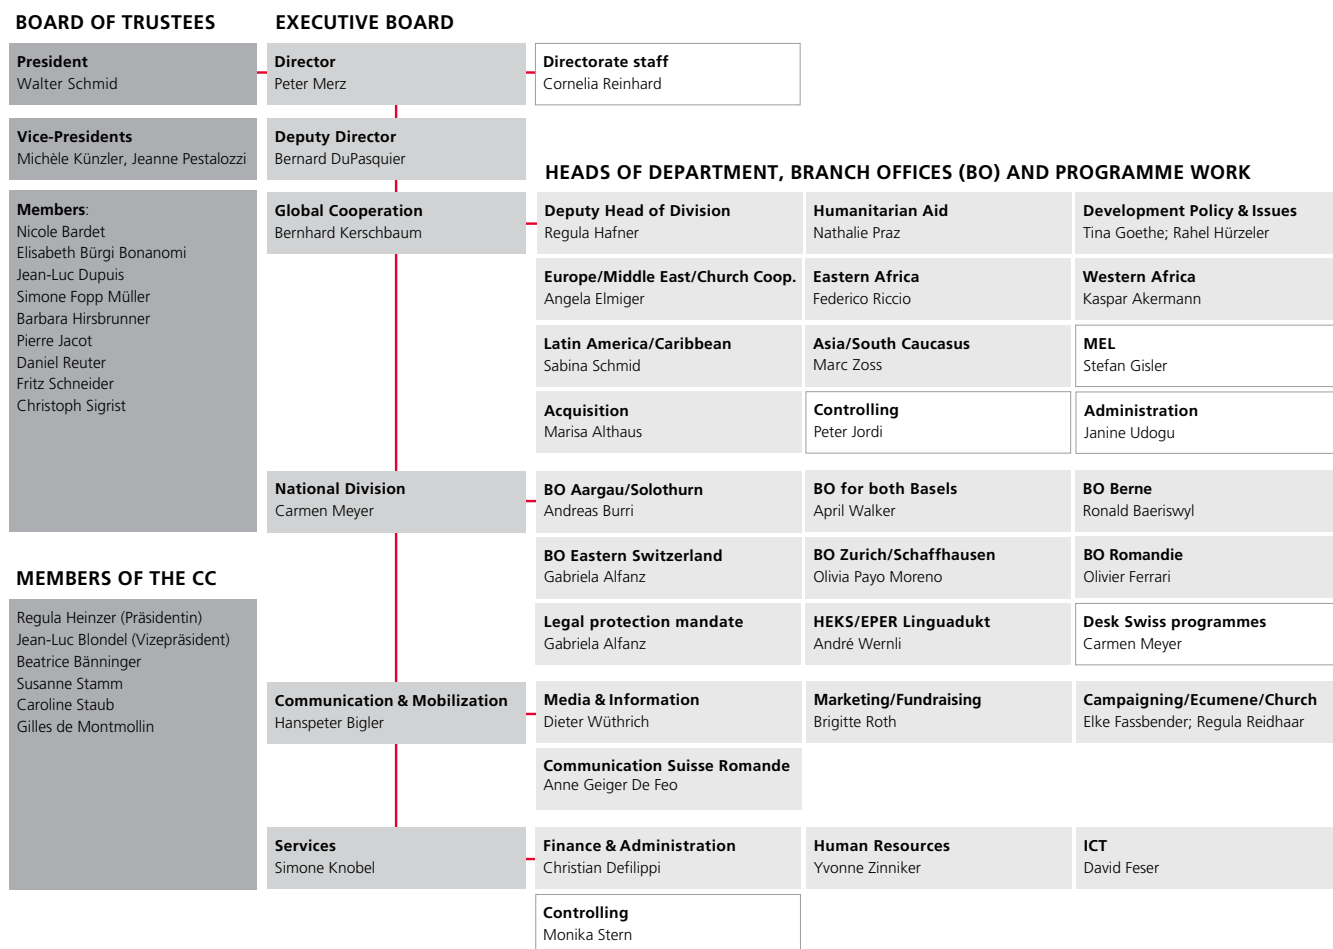 BOARD OF TRUSTEES
President
Walter Schmid
Vice-Presidents
Michèle Künzler, Jeanne Pestalozzi
Members:
Nicole Bardet
Elisabeth Bürgi Bonanomi
Jean-Luc Dupuis
Simone Fopp Müller
Barbara Hirsbrunner
Pierre Jacot
Daniel Reuter
Fritz Schneider
Christoph Sigrist
MEMBERS OF THE CC
Regula Heinzer (Präsidentin)
Jean-Luc Blondel (Vizepräsident)
Beatrice Bänninger
Susanne Stamm
Caroline Staub
Gilles de Montmollin
EXECUTIVE BOARD
Director
Peter Merz
Directorate staff
Cornelia Reinhard
Deputy Director
Bernard DuPasquier
HEADS OF DEPARTMENT, BRANCH OFFICES (BO) AND PROGRAMME WORK
Global Cooperation
Bernhard Kerschbaum
Deputy Head of Division
Regula Hafner
Humanitarian Aid
Nathalie Praz
Development Policy & Issues
Tina Goethe; Rahel Hürzeler
Europe/Middle East/Church Coop.
Angela Elmiger
Eastern Africa
Federico Riccio
Western Africa
Kaspar Akermann
Latin America/Caribbean
Sabina Schmid
Asia/South Caucasus
Marc Zoss
MEL
Stefan Gisler
Acquisition
Marisa Althaus
Controlling
Peter Jordi
Administration
Janine Udogu
National Division
Carmen Meyer
BO Aargau/Solothurn
Andreas Burri
BO for both Basels
April Walker
BO Berne
Ronald Baeriswyl
BO Eastern Switzerland
Gabriela Alfanz
BO Zurich/Schaffhausen
Olivia Payo Moreno
BO Romandie
Olivier Ferrari
Legal protection mandate
Gabriela Alfanz
HEKS/EPER Linguadukt
André Wernli
Desk Swiss programmes
Carmen Meyer
Communication & Mobilization
Hanspeter Bigler
Media & Information
Dieter Wüthrich
Marketing/Fundraising
Brigitte Roth
Campaigning/Ecumene/Church
Elke Fassbender; Regula Reidhaar
Communication Suisse Romande
Anne Geiger De Feo
Services
Simone Knobel
Finance & Administration
Christian Defilippi
Human Resources
Yvonne Zinniker
ICT
David Feser
Controlling
Monika Stern